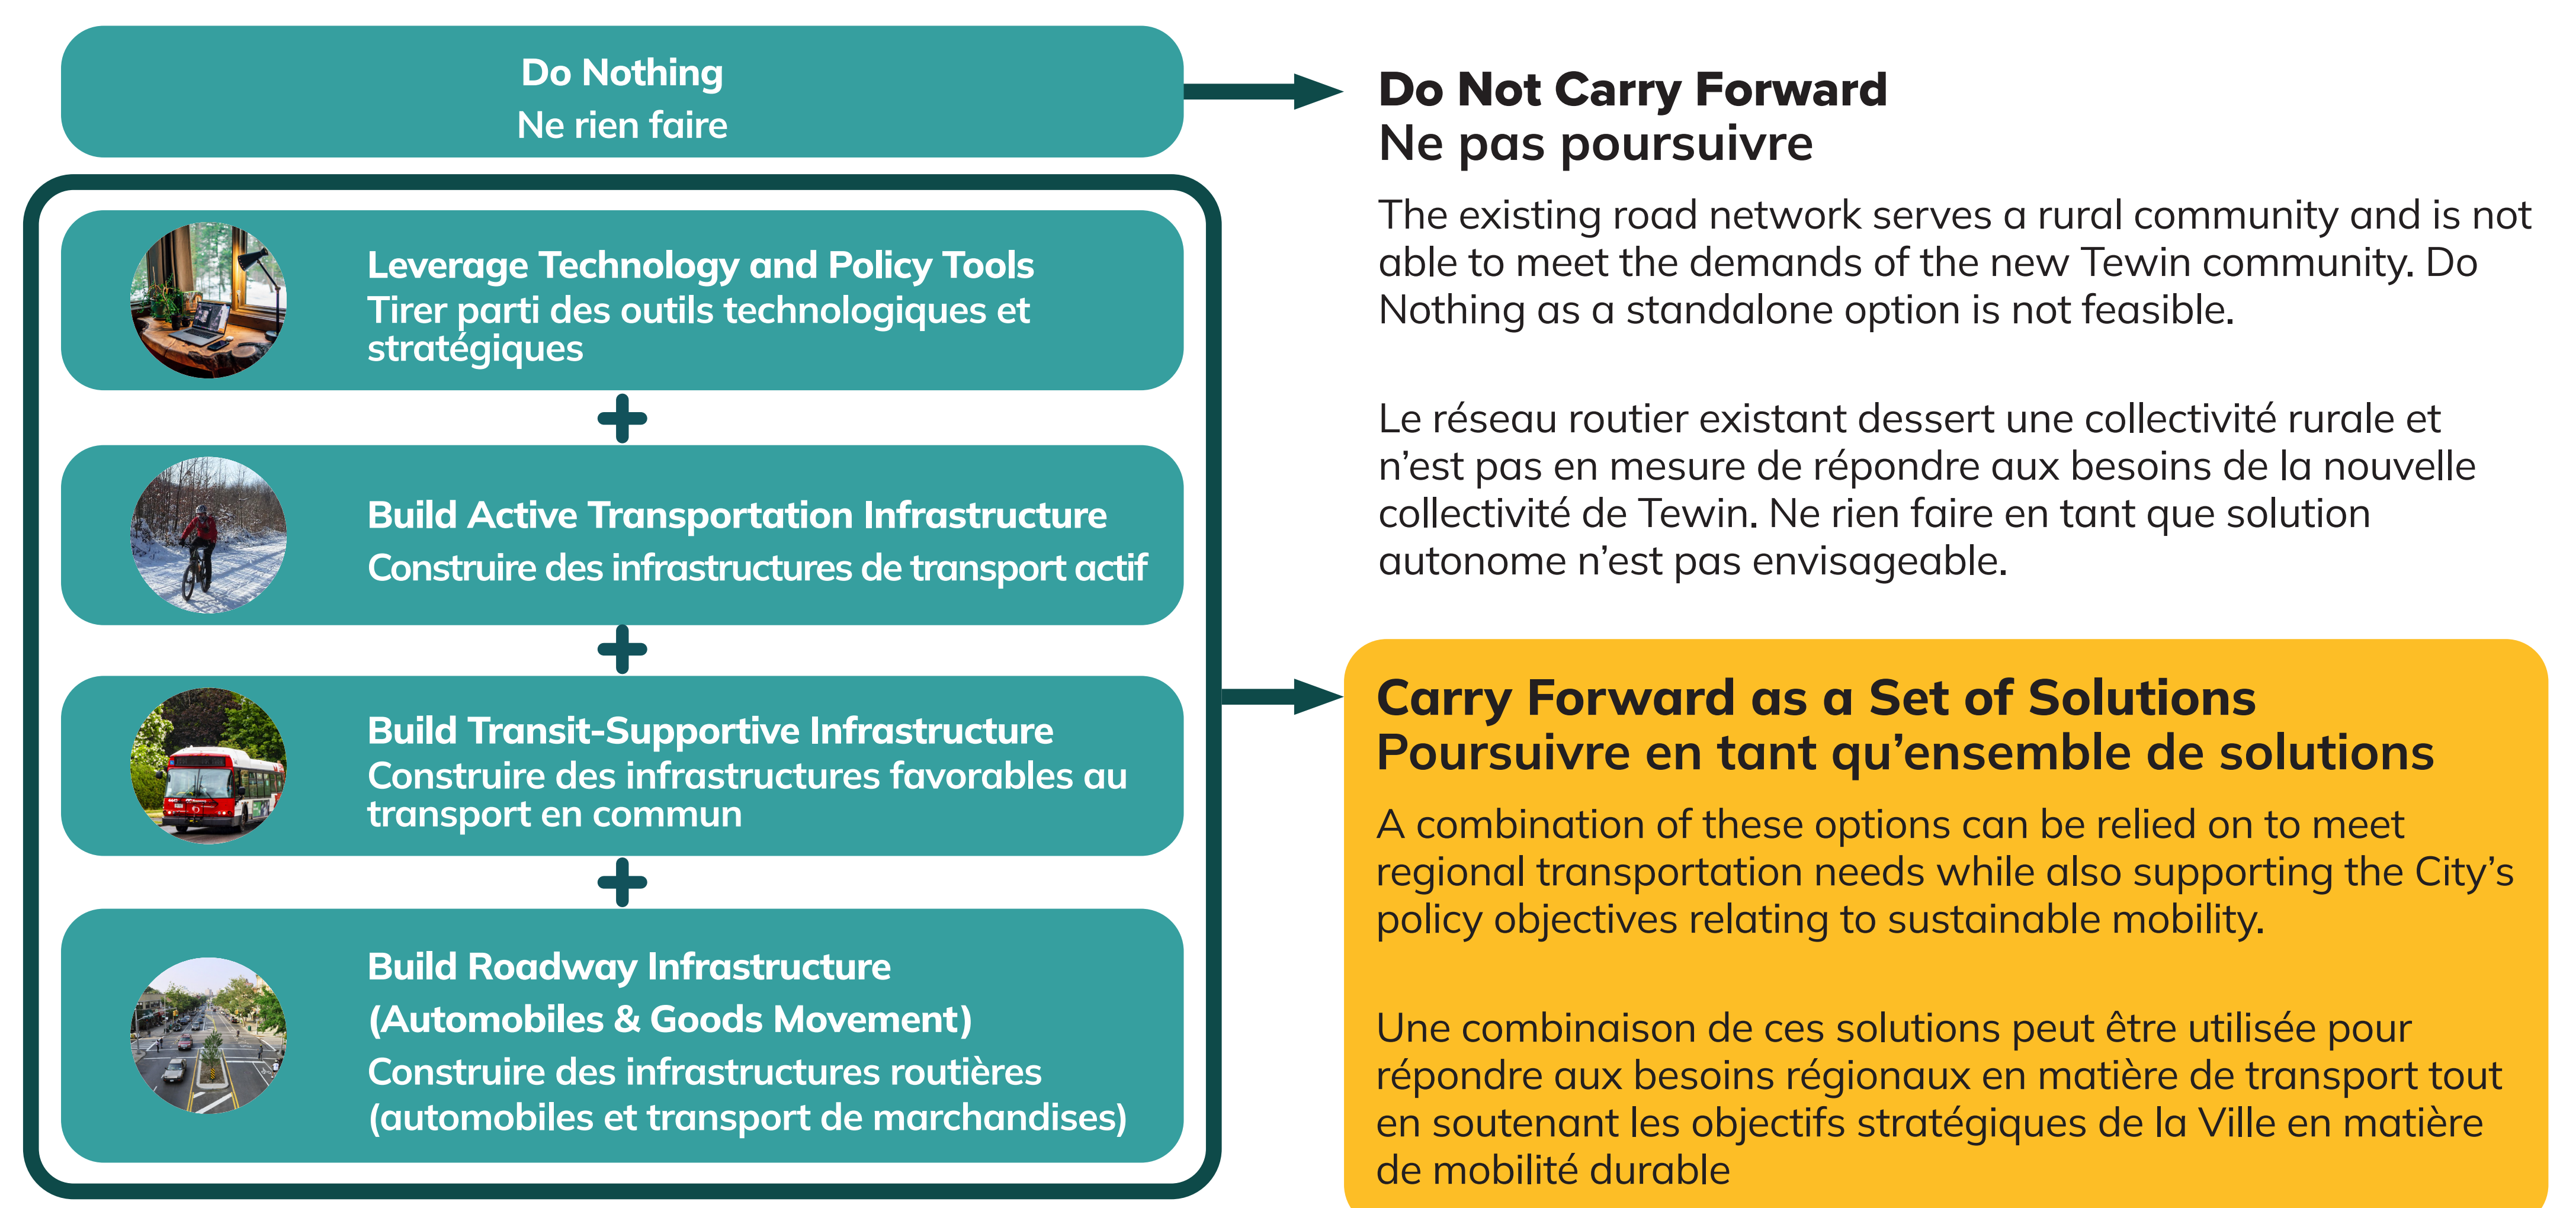 Do Nothing
Ne rien faire
Do Not Carry Forward
Ne pas poursuivre
The existing road network serves a rural community and is not
able to meet the demands of the new Tewin community. Do
Nothing as a standalone option is not feasible.
Le réseau routier existant dessert une collectivité rurale et
n’est pas en mesure de répondre aux besoins de la nouvelle
collectivité de Tewin. Ne rien faire en tant que solution
autonome n’est pas envisageable.
Leverage Technology and Policy Tools
Tirer parti des outils technologiques et
stratégiques
+
Build Active Transportation Infrastructure
Construire des infrastructures de transport actif
+
Build Transit-Supportive Infrastructure
Construire des infrastructures favorables au
transport en commun
+
Build Roadway Infrastructure
(Automobiles & Goods Movement)
Construire des infrastructures routières
(automobiles et transport de marchandises)
Carry Forward as a Set of Solutions
Poursuivre en tant qu’ensemble de solutions
A combination of these options can be relied on to meet
regional transportation needs while also supporting the City’s
policy objectives relating to sustainable mobility.
Une combinaison de ces solutions peut être utilisée pour
répondre aux besoins régionaux en matière de transport tout
en soutenant les objectifs stratégiques de la Ville en matière
de mobilité durable